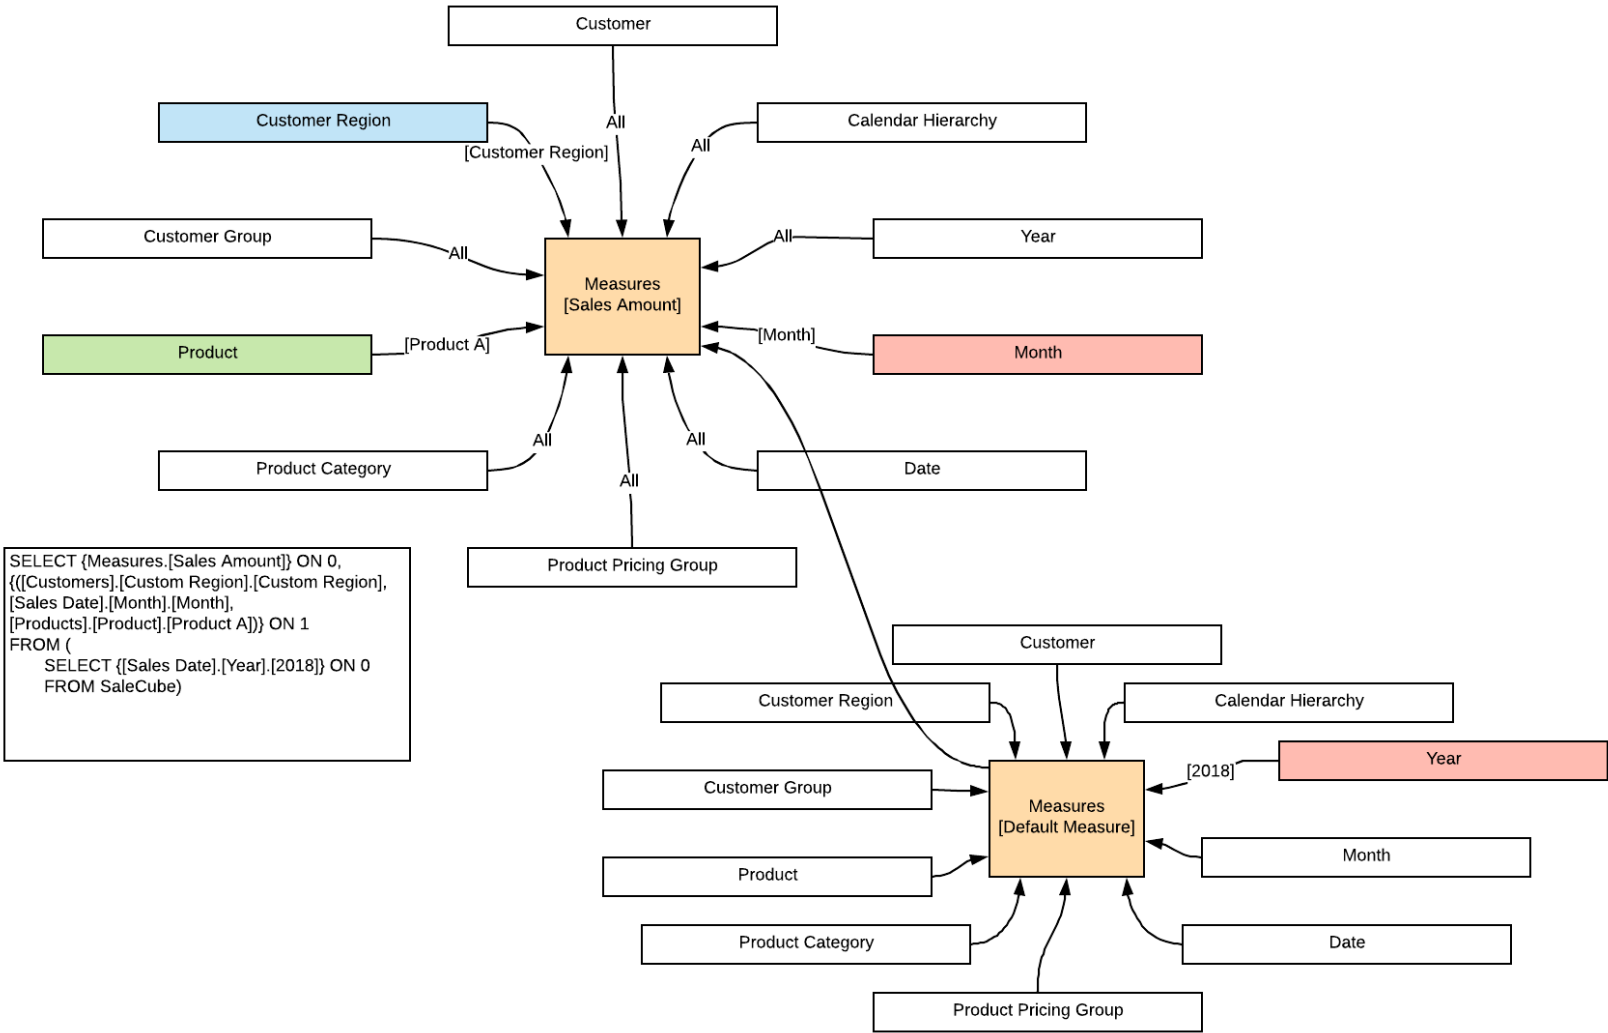 Customer
Customer Region
All
Calendar Hierarchy
[Customer Region]
All
Customer Group
All
All
Year
Measures
[Sales Amount]
Product
[Product A]
[Month]
Month
Product Category
All
All
All
Date
Product Pricing Group
SELECT {Measures.[Sales Amount]} ON 0,
{([Customers].[Custom Region].[Custom Region],
[Sales Date].[Month].[Month],
[Products].[Product].[Product A])} ON 1
FROM (
SELECT {[Sales Date].[Year].[2018]} ON 0
FROM SaleCube)
Customer
Customer Region
Calendar Hierarchy
[2018]
Year
Customer Group
Measures
[Default Measure]
Month
Product
Product Category
Date
Product Pricing Group